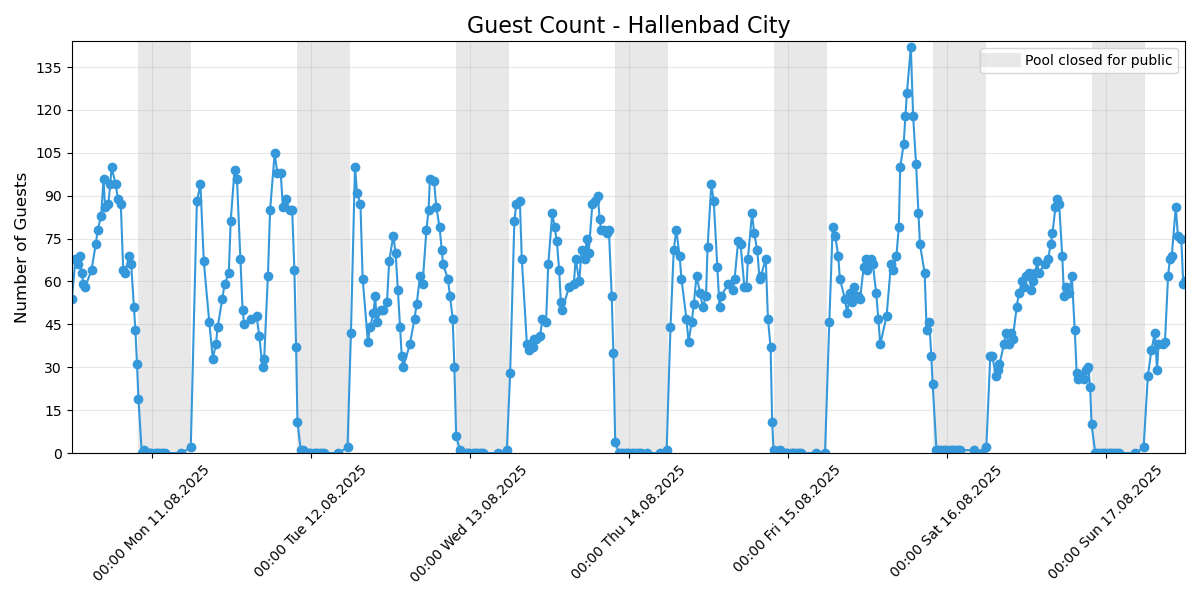 Guest Count - Hallenbad City
Pool closed for public
Number of Guests
135
120
105
90
75
60
45
30
15
0
00:00 Mon 11.08.2025
00:00 Tue 12.08.2025
00:00 Wed 13.08.2025
00:00 Thu 14.08.2025
00:00 Fri 15.08.2025
00:00 Sat 16.08.2025
00:00 Sun 17.08.2025